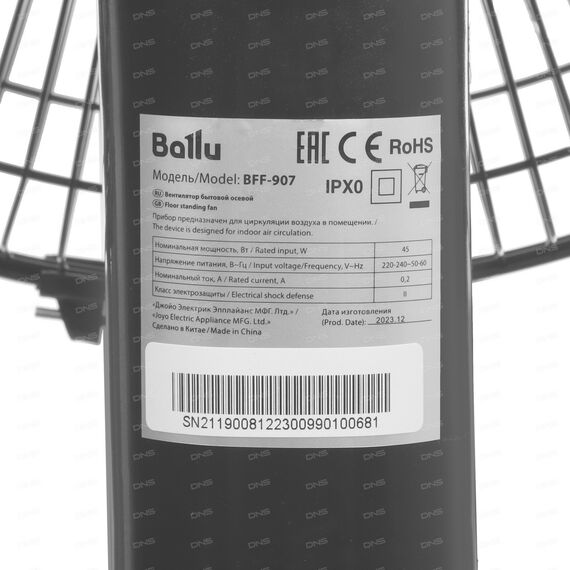 Ballu
EAC CE RoHS
Модель/Model: BFF-907
IPX0
RU Вентилятор бытовой осевой
GB Floor standing fan
Прибор предназначен для циркуляции воздуха в помещении. /
The device is designed for indoor air circulation.
Номинальная мощность, Вт / Rated input, W 45
Напряжение питания, В~Гц / Input voltage/Frequency, V~Hz 220-240~50-60
Номинальный ток, А / Rated current, A 0,2
Класс электрозащиты / Electrical shock defense II
«Джойо Электрик Эпплайанс МФГ. Лтд.» /
«Joyo Electric Appliance MFG. Ltd.»
Сделано в Китае / Made in China
Дата изготовления
(Prod. Date): 2023.12
SN2119008122300990100681
DNS